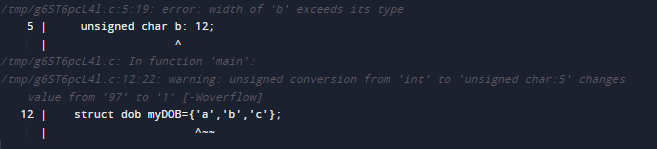 /tmp/g6ST6pcL4l.c:5:19: error: width of 'b' exceeds its type
5 | unsigned char b: 12;
| ^
/tmp/g6ST6pcL4l.c: In function 'main':
/tmp/g6ST6pcL4l.c:12:22: warning: unsigned conversion from 'int' to 'unsigned char:5' changes
value from '97' to '1' [-Woverflow]
12 | struct dob myDOB={'a','b','c'};
| ^~~